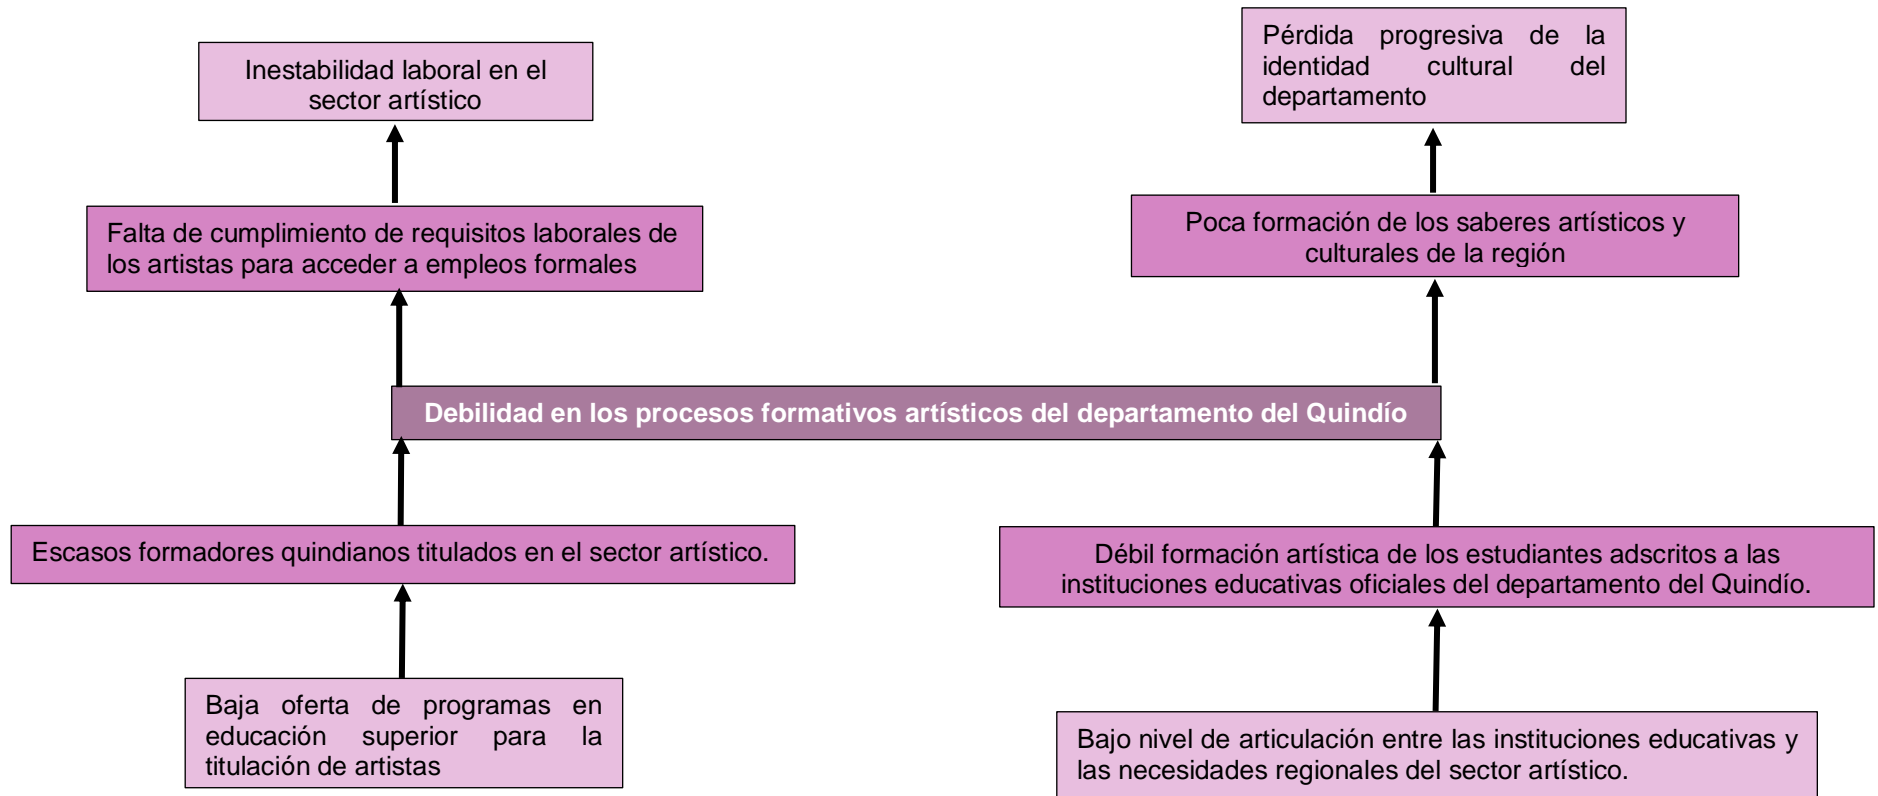 Inestabilidad laboral en el
sector artístico
Pérdida progresiva de la
identidad cultural del
departamento
Falta de cumplimiento de requisitos laborales de
los artistas para acceder a empleos formales
Poca formación de los saberes artísticos y
culturales de la región
Debilidad en los procesos formativos artísticos del departamento del Quindío
Escasos formadores quindianos titulados en el sector artístico.
Débil formación artística de los estudiantes adscritos a las
instituciones educativas oficiales del departamento del Quindío.
Baja oferta de programas en
educación superior para la
titulación de artistas
Bajo nivel de articulación entre las instituciones educativas y
las necesidades regionales del sector artístico.